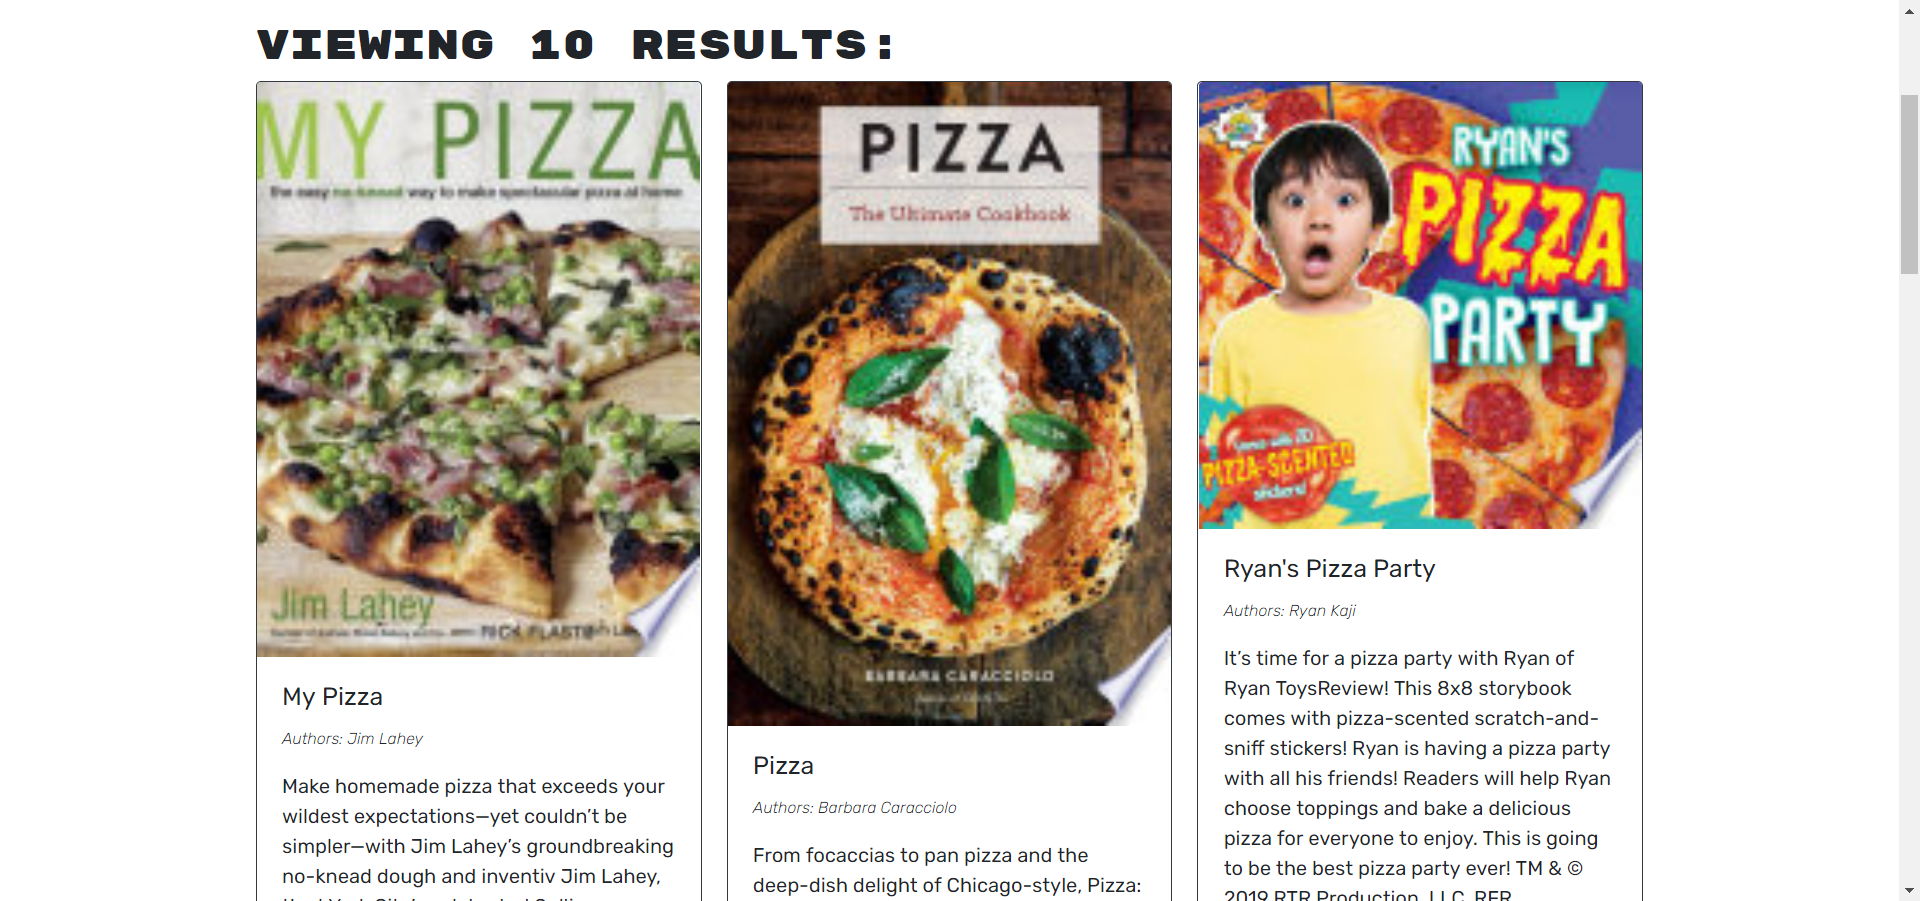 VIEWING 10 RESULTS:
MY PIZZA
the easy no-knead way to make spectacular pizza at home
Jim Lahey
My Pizza
Authors: Jim Lahey
Make homemade pizza that exceeds your
wildest expectations—yet couldn’t be
simpler—with Jim Lahey’s groundbreaking
no-knead dough and inventiv Jim Lahey,
PIZZA
The Ultimate Cookbook
BARBARA CARACCIOLO
Pizza
Authors: Barbara Caracciolo
From focaccias to pan pizza and the
deep-dish delight of Chicago-style, Pizza:
RYAN'S
PIZZA
PARTY
PIZZA-SCENTED
stickers!
Ryan's Pizza Party
Authors: Ryan Kaji
It’s time for a pizza party with Ryan of
Ryan ToysReview! This 8x8 storybook
comes with pizza-scented scratch-and-
sniff stickers! Ryan is having a pizza party
with all his friends! Readers will help Ryan
choose toppings and bake a delicious
pizza for everyone to enjoy. This is going
to be the best pizza party ever! TM & ©
2019 RTR Production, LLC, RFR